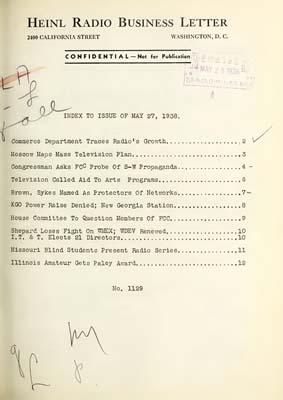 HEINL RADIO BUSINESS LETTER
2400 CALIFORNIA STREET WASHINGTON, D. C.
CONFIDENTIAL—Not for Publication
MAY 28 1938
INDEX TO ISSUE OF MAY 27, 1938.
Commerce Department Traces Radio's Growth....................2
Moscow Maps Mass Television Plan.............................3
Congressman Asks FCC Probe Of S-W Propaganda.................4 -
Television Called Aid To Arts Programs.......................6
Brown, Sykes Named As Protectors Of Networks.................7-
KGO Power Raise Denied; New Georgia Station..................8
House Committee To Question Members Of FCC...................9
Shepard Loses Fight On WMEX; WDEV Renewed...................10
I.T. & T. Elects 21 Directors...............................10
Missouri Blind Students Present Radio Series................11
Illinois Amateur Gets Paley Award...........................12
No. 1129